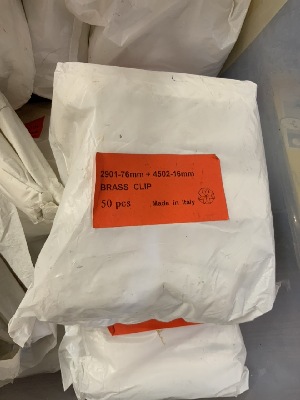 2901-76mm + 4502-16mm
BRASS CLIP
50 pcs Made in Italy